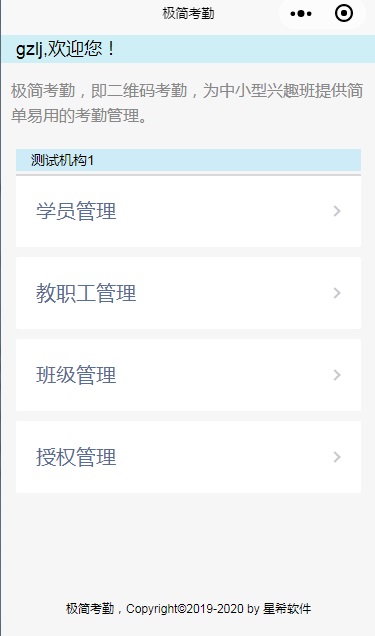 极简考勤
gzlj,欢迎您！
极简考勤，即二维码考勤，为中小型兴趣班提供简
单易用的考勤管理。
测试机构1
学员管理
教职工管理
班级管理
授权管理
极简考勤，Copyright©2019-2020 by 星希软件